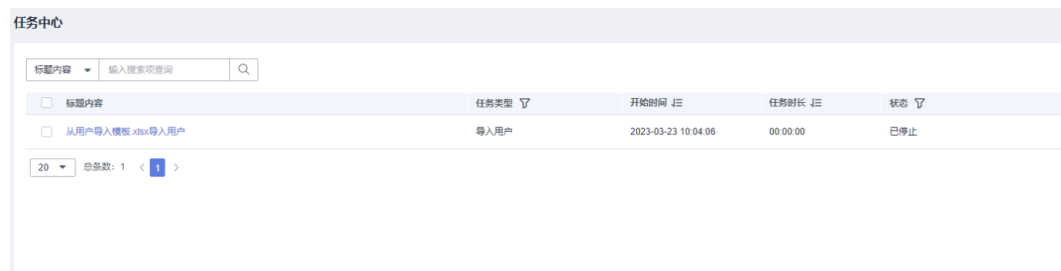 任务中心
标题内容 输入搜索项查询
标题内容 任务类型 开始时间 任务时长 状态
从用户导入模板.xlsx导入用户 导入用户 2023-03-23 10:04:06 00:00:00 已停止
20 总条数: 1 < 1 >